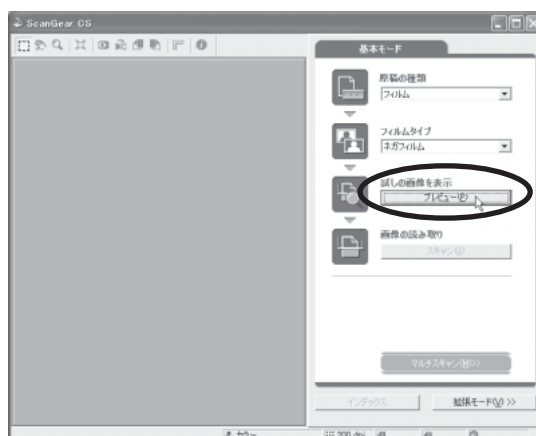 ScanGear CS
基本モード
原稿の種類
フィルム
フィルムタイプ
ネガフィルム
試しの画像を表示
プレビュー(P)
画像の読み取り
スキャン(S)
マルチスキャン(M)>>
インデックス
拡張モード(V) >>
カラー
200 dpi